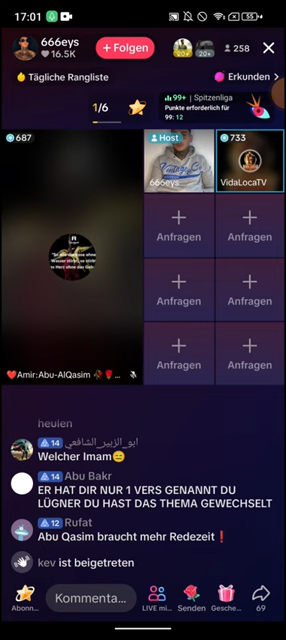 17:01
55
666eys
16.5K
+ Folgen
20+
20+
258
Tägliche Rangliste
Erkunden
1/6
99+ | Spitzenliga
Punkte erforderlich für
99: 12
687
Host
666eys
733
VidaLocaTV
Anfragen
Anfragen
Anfragen
Anfragen
Anfragen
Anfragen
❤️Amir:Abu-AlQasim 🥀🌹...
heulen
14 ابو_الزبير_الشافعي
Welcher Imam😑
14 Abu Bakr
ER HAT DIR NUR 1 VERS GENANNT DU
LÜGNER DU HAST DAS THEMA GEWECHSELT
12 Rufat
Abu Qasim braucht mehr Redezeit❗
kev ist beigetreten
Kommenta...
Abonn...
LIVE mi...
Senden
Gesche...
69